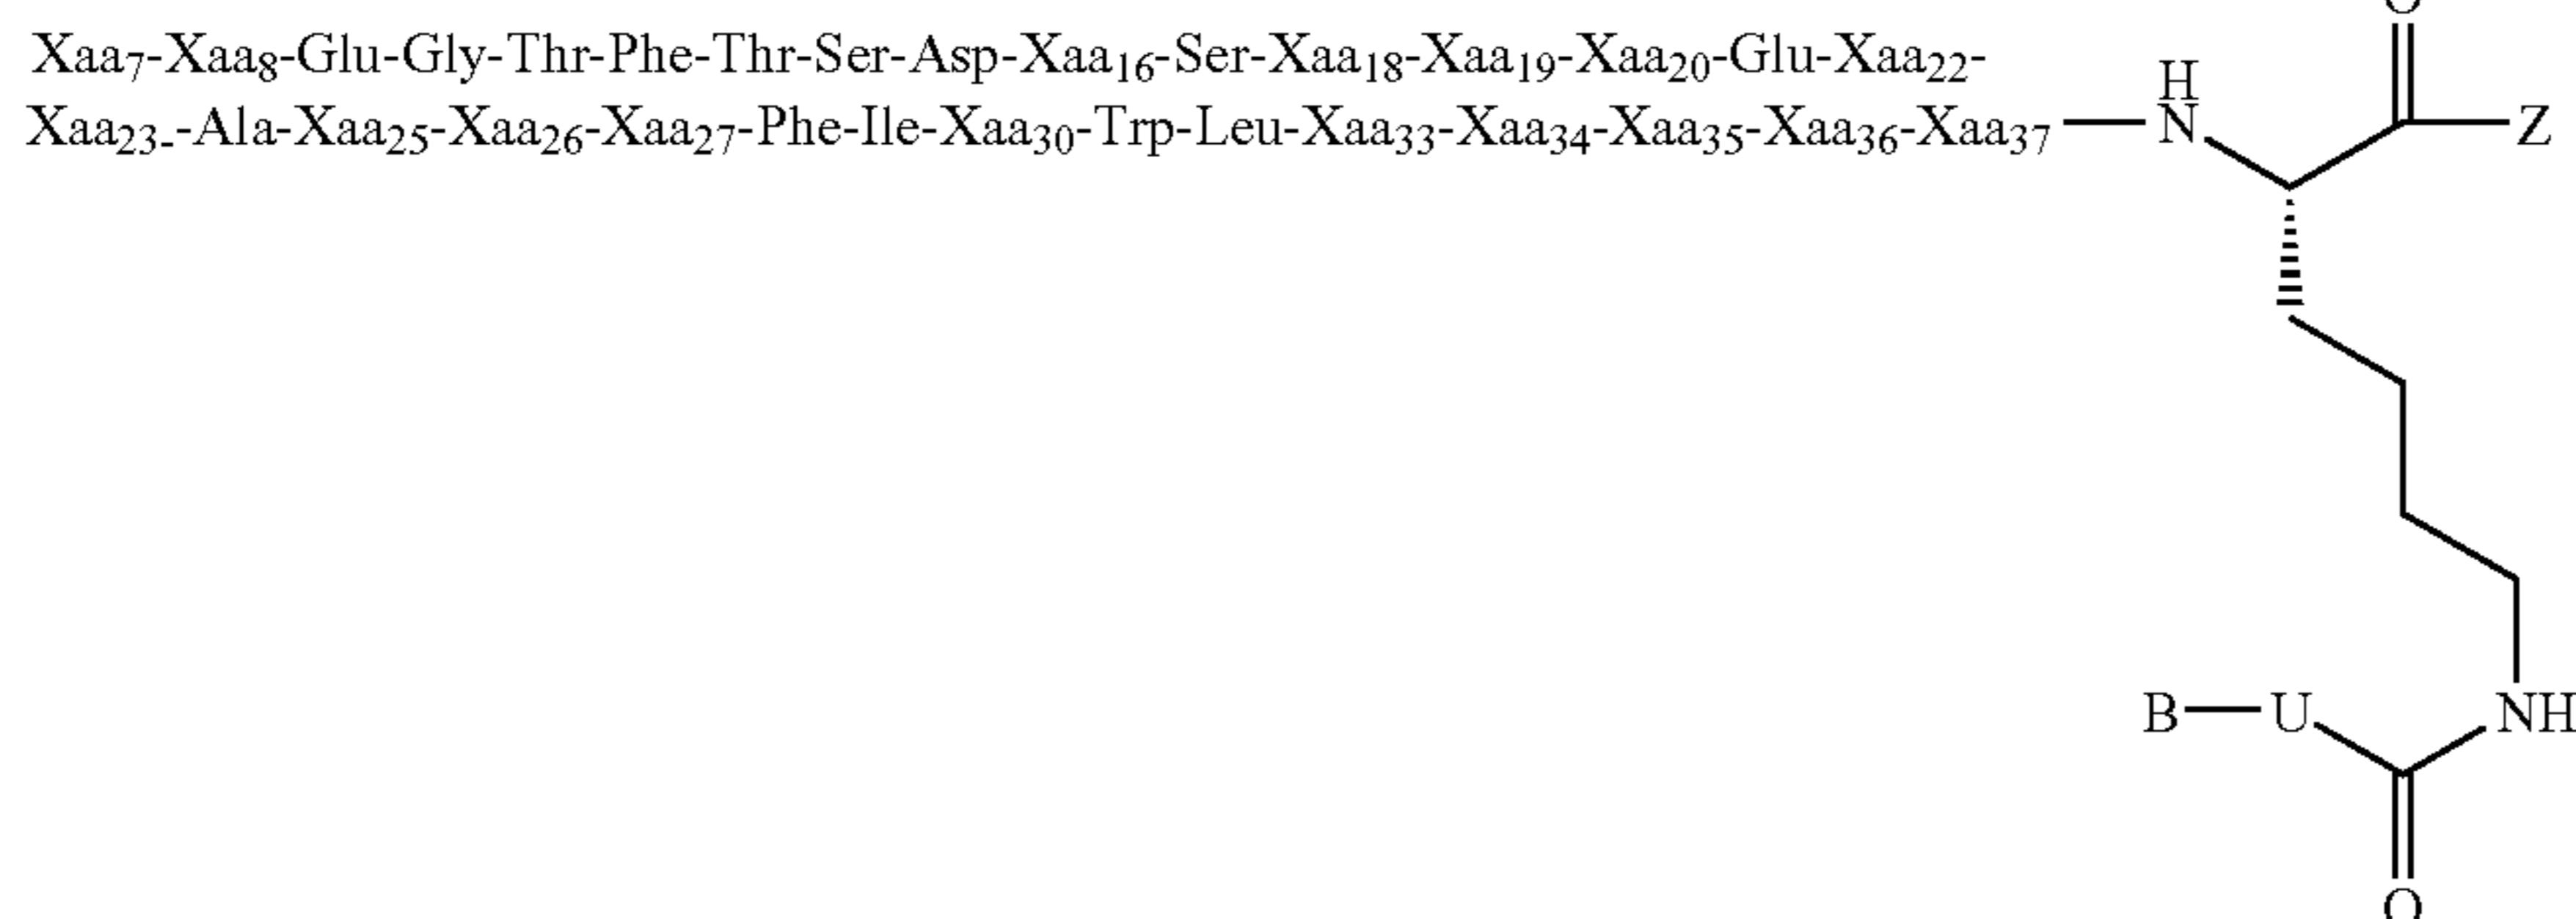 O
Xaa₇-Xaa₈-Glu-Gly-Thr-Phe-Thr-Ser-Asp-Xaa₁₆-Ser-Xaa₁₈-Xaa₁₉-Xaa₂₀-Glu-Xaa₂₂-
H
Xaa₂₃₋-Ala-Xaa₂₅-Xaa₂₆-Xaa₂₇-Phe-Ile-Xaa₃₀-Trp-Leu-Xaa₃₃-Xaa₃₄-Xaa₃₅-Xaa₃₆-Xaa₃₇ N Z
B U NH
O